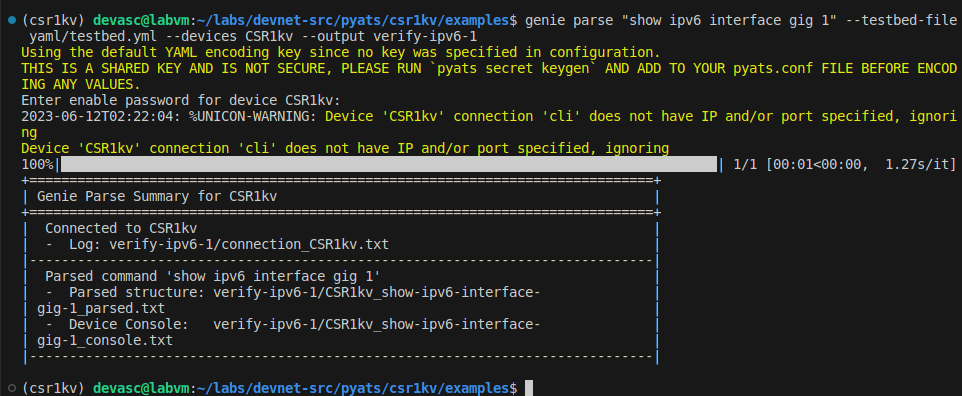 (csr1kv) devasc@labvm:~/labs/devnet-src/pyats/csr1kv/examples$ genie parse "show ipv6 interface gig 1" --testbed-file
 yaml/testbed.yml --devices CSR1kv --output verify-ipv6-1
Using the default YAML encoding key since no key was specified in configuration.
THIS IS A SHARED KEY AND IS NOT SECURE, PLEASE RUN `pyats secret keygen` AND ADD TO YOUR pyats.conf FILE BEFORE ENCOD
ING ANY VALUES.
Enter enable password for device CSR1kv:
2023-06-12T02:22:04: %UNICON-WARNING: Device 'CSR1kv' connection 'cli' does not have IP and/or port specified, ignori
ng
Device 'CSR1kv' connection 'cli' does not have IP and/or port specified, ignoring
100%|██████████████████████████████████████████████████████████████████████████████████| 1/1 [00:01<00:00,  1.27s/it]
+==============================================================================+
| Genie Parse Summary for CSR1kv                                               |
+==============================================================================+
|  Connected to CSR1kv                                                         |
|  -  Log: verify-ipv6-1/connection_CSR1kv.txt                                 |
|------------------------------------------------------------------------------|
|  Parsed command 'show ipv6 interface gig 1'                                  |
|  -  Parsed structure: verify-ipv6-1/CSR1kv_show-ipv6-interface-              |
| gig-1_parsed.txt                                                             |
|  -  Device Console:   verify-ipv6-1/CSR1kv_show-ipv6-interface-              |
| gig-1_console.txt                                                            |
|------------------------------------------------------------------------------|
(csr1kv) devasc@labvm:~/labs/devnet-src/pyats/csr1kv/examples$